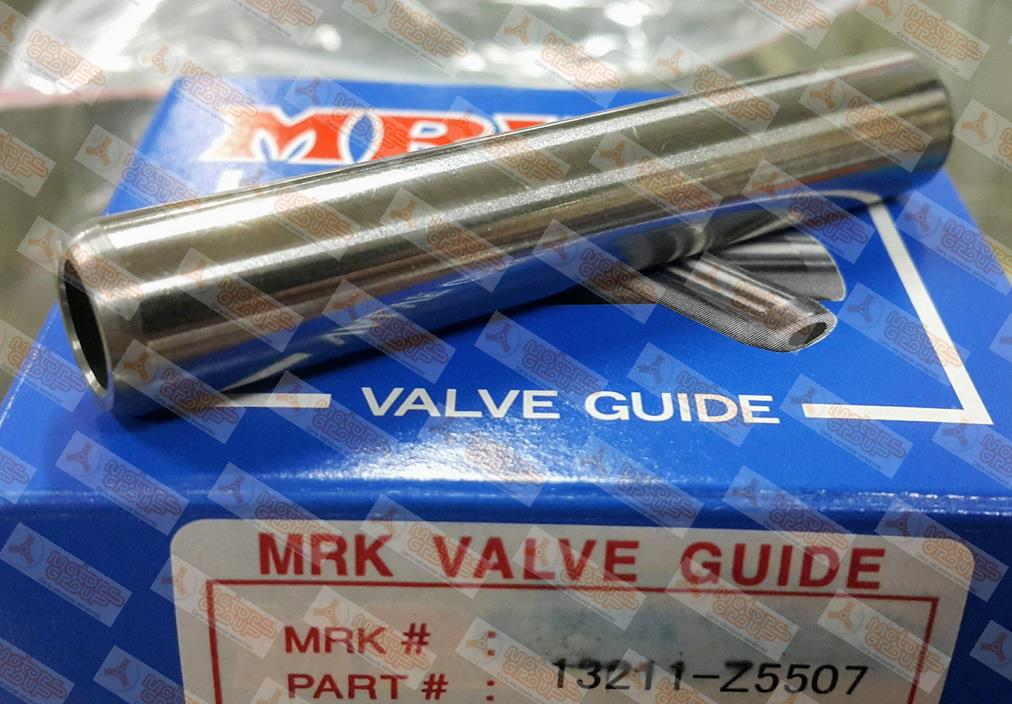 VALVE GUIDE
MRK VALVE GUIDE
MRK # :
PART # : 13211-Z5507